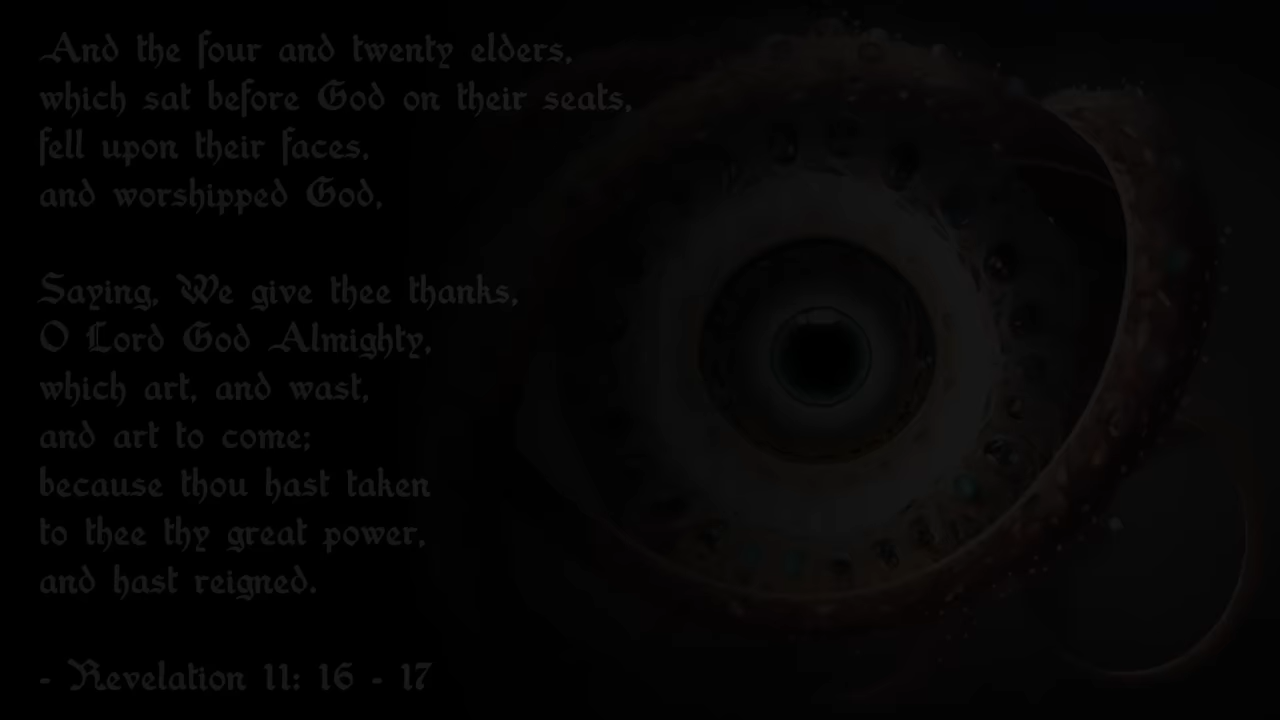 And the four and twenty elders,
which sat before God on their seats,
fell upon their faces,
and worshipped God,
Saying, We give thee thanks,
O Lord God Almighty,
which art, and wast,
and art to come;
because thou hast taken
to thee thy great power,
and hast reigned.
- Revelation 11: 16 - 17